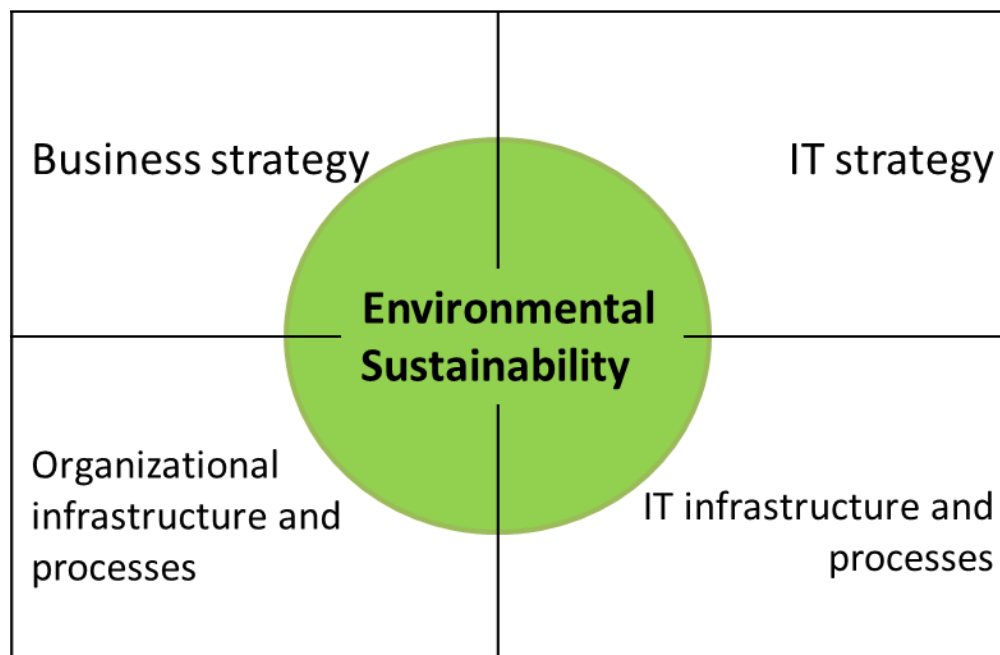 Business strategy
IT strategy
Environmental
Sustainability
Organizational
infrastructure and
processes
IT infrastructure and
processes